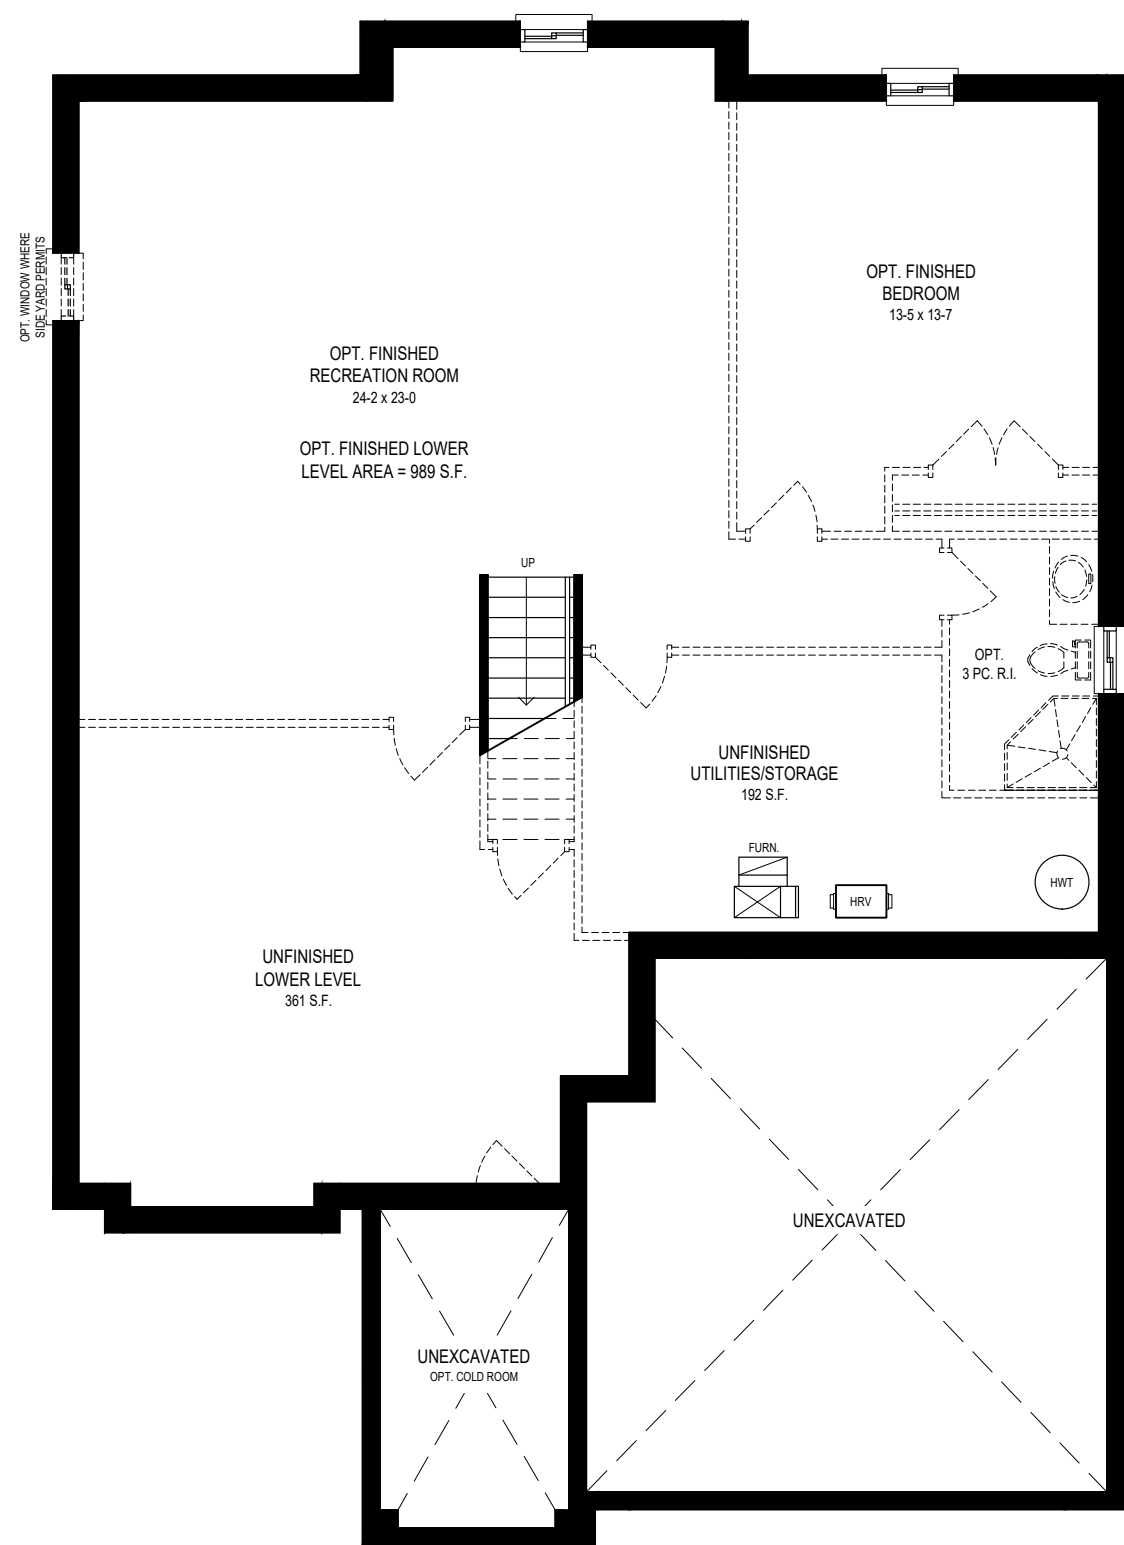 OPT. WINDOW WHERE
SIDE YARD PERMITS
OPT. FINISHED
BEDROOM
13-5 x 13-7
OPT. FINISHED
RECREATION ROOM
24-2 x 23-0
OPT. FINISHED LOWER
LEVEL AREA = 989 S.F.
UP
OPT.
3 PC. R.I.
UNFINISHED
UTILITIES/STORAGE
192 S.F.
FURN.
HRV
HWT
UNFINISHED
LOWER LEVEL
361 S.F.
UNEXCAVATED
UNEXCAVATED
OPT. COLD ROOM